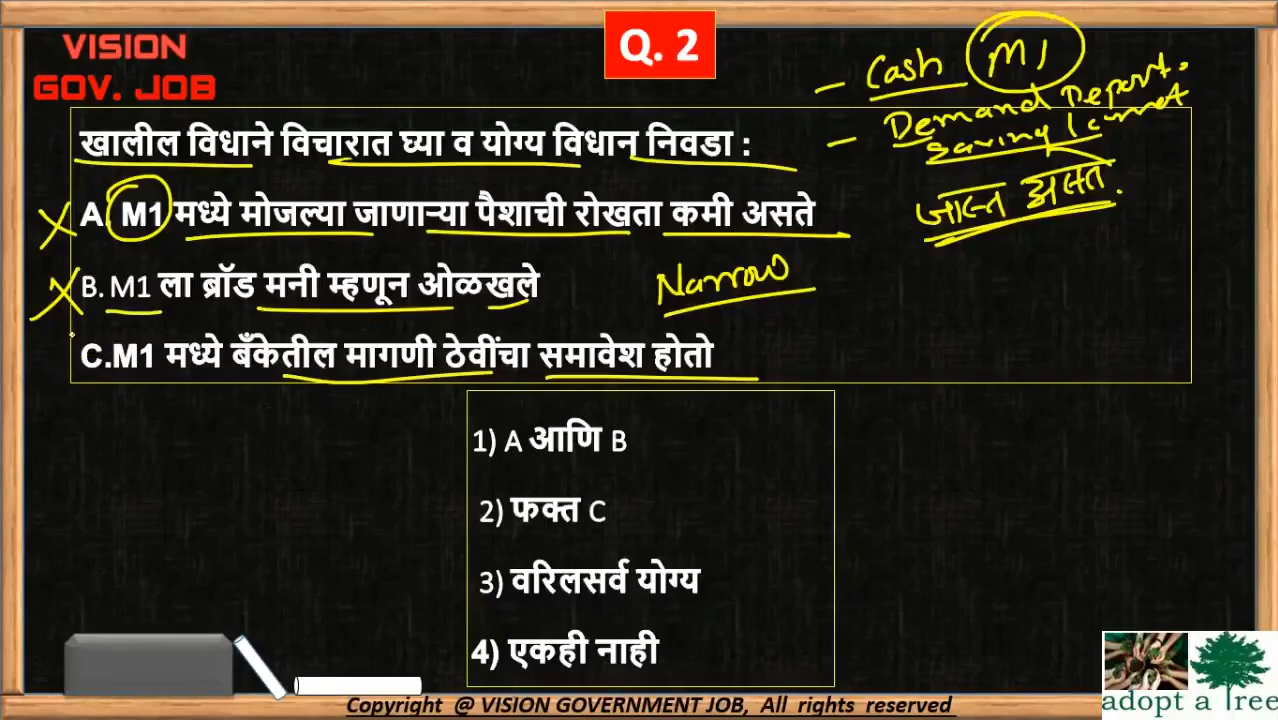 VISION
GOV. JOB
Q. 2
- Cash M1
- Demand Deport.
saving
जास्त असते.
खालील विधाने विचारात घ्या व योग्य विधान निवडा :
A. M1 मध्ये मोजल्या जाणाऱ्या पैशाची रोखता कमी असते
B. M1 ला ब्रॉड मनी म्हणून ओळखले
Narrow
C.M1 मध्ये बँकेतील मागणी ठेवींचा समावेश होतो
1) A आणि B
2) फक्त C
3) वरिलसर्व योग्य
4) एकही नाही
adopt a Tree
Copyright @ VISION GOVERNMENT JOB, All rights reserved